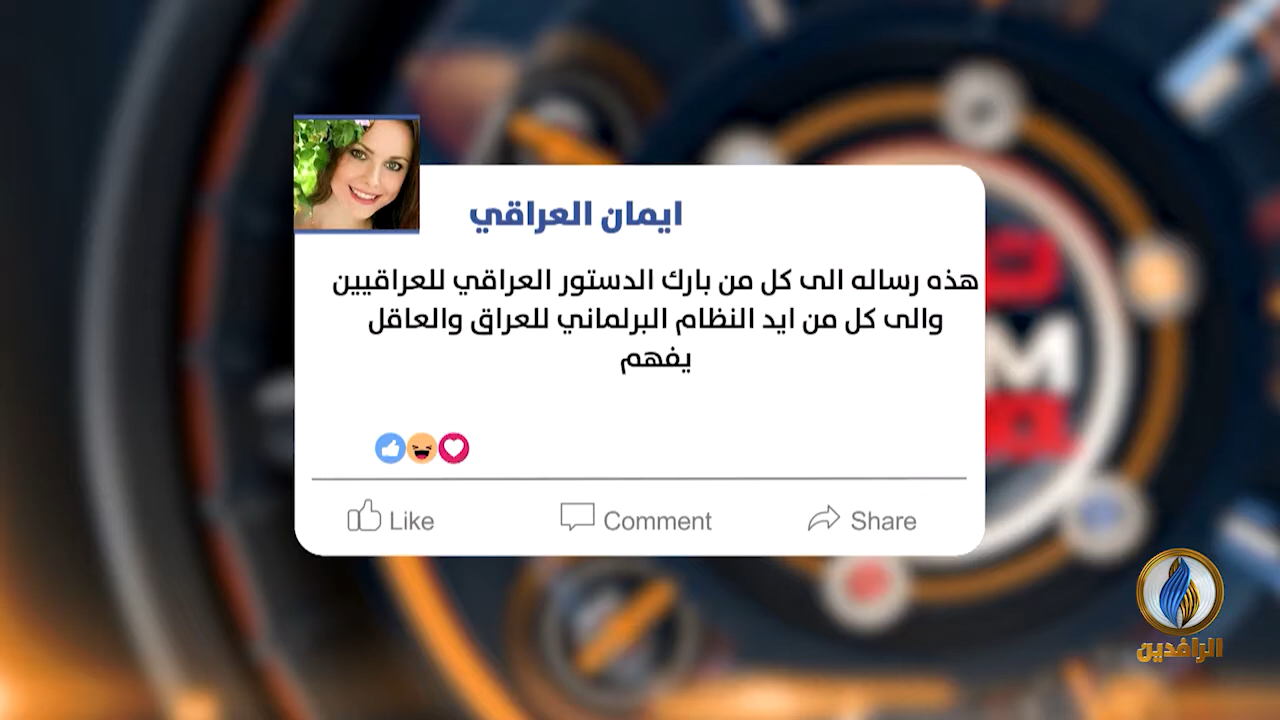 ايمان العراقي
هذه رساله الى كل من بارك الدستور العراقي للعراقيين
والى كل من ايد النظام البرلماني للعراق والعاقل
يفهم
Like
Comment
Share
M
الرافدين